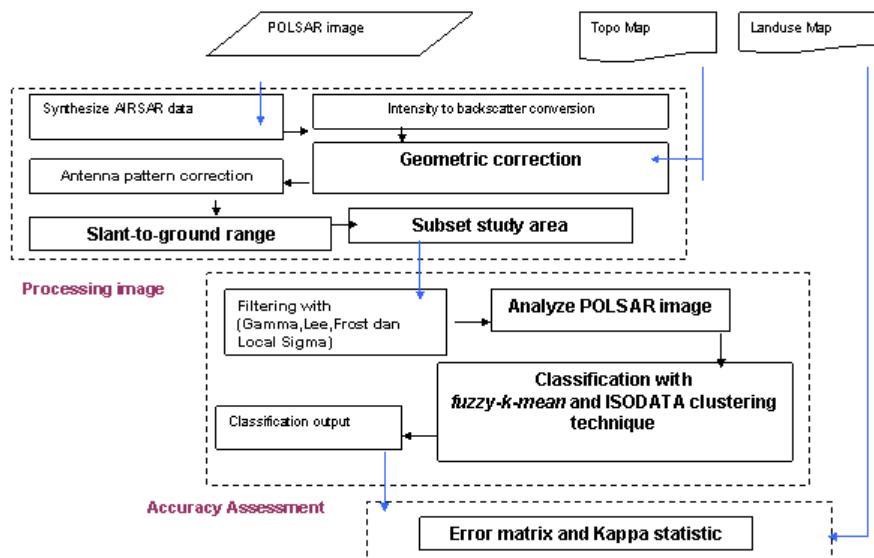 POLSAR image
Topo Map
Landuse Map
Synthesize AIRSAR data
Intensity to backscatter conversion
Geometric correction
Antenna pattern correction
Slant-to-ground range
Subset study area
Processing image
Filtering with
(Gamma,Lee,Frost dan
Local Sigma)
Analyze POLSAR image
Classification with
fuzzy-k-mean and ISODATA clustering
technique
Classification output
Accuracy Assessment
Error matrix and Kappa statistic